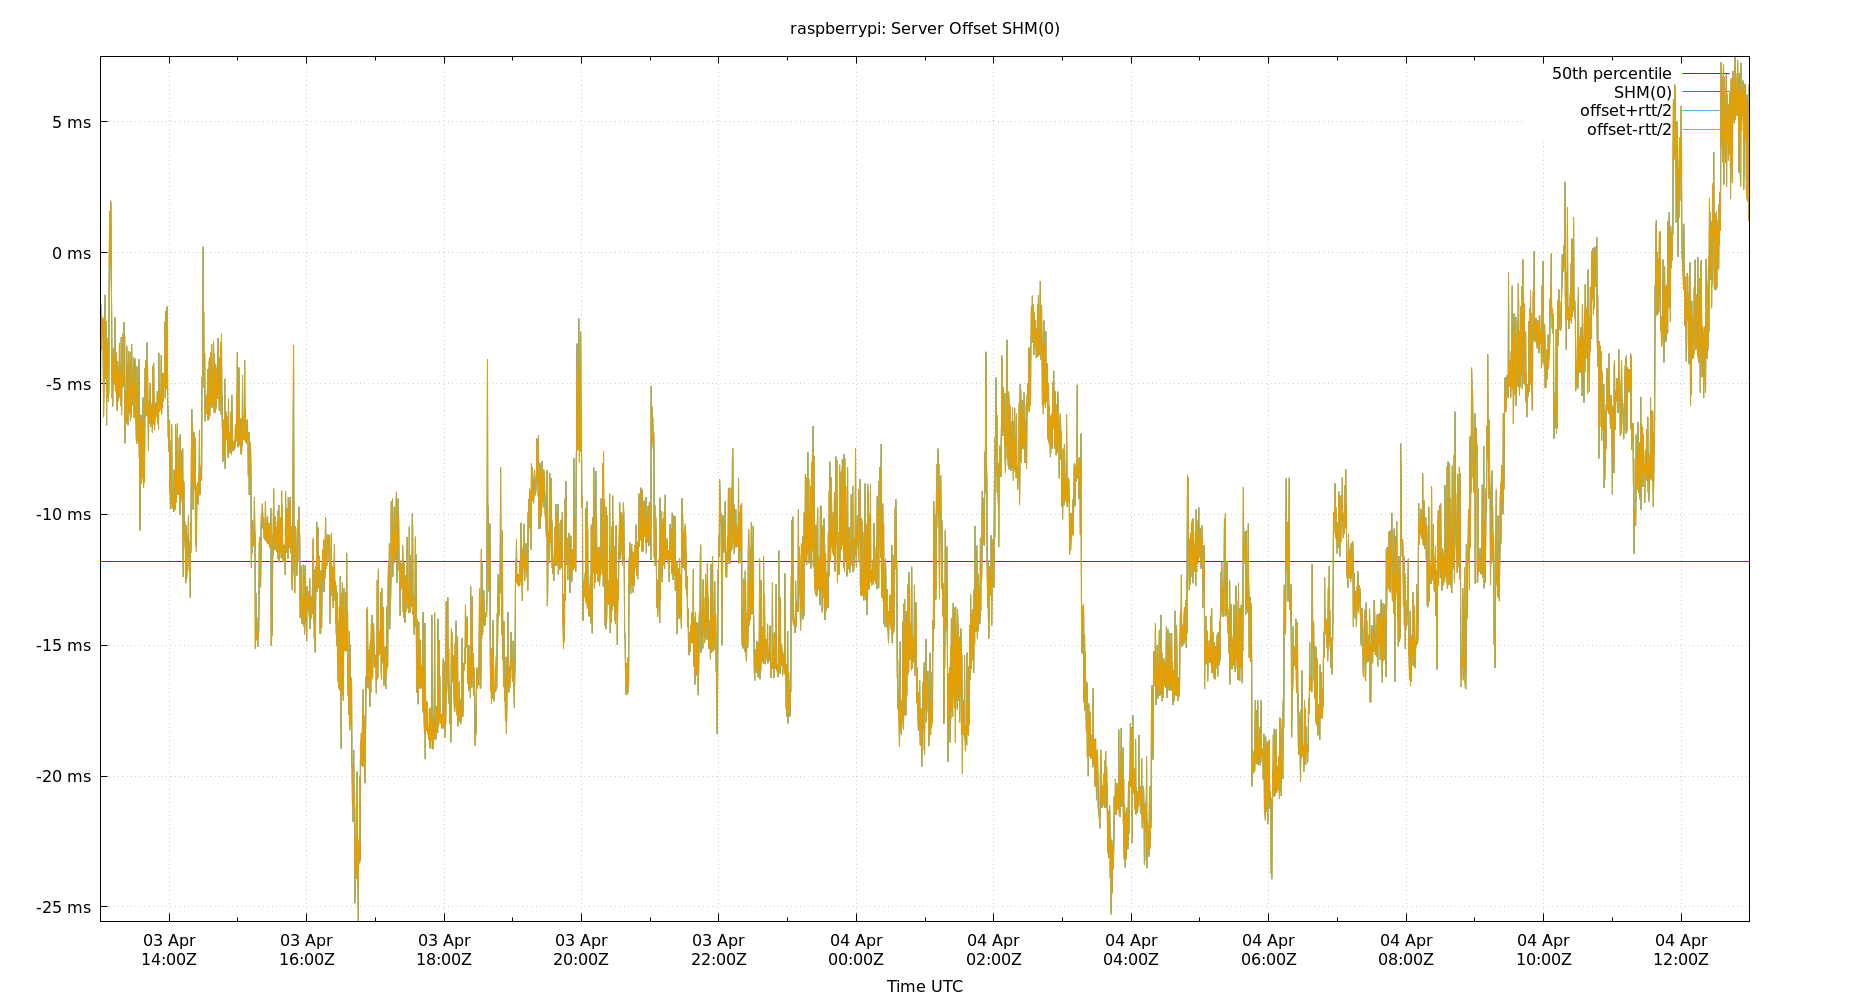 raspberrypi: Server Offset SHM(0)
50th percentile
SHM(0)
offset+rtt/2
offset-rtt/2
5 ms
0 ms
-5 ms
-10 ms
-15 ms
-20 ms
-25 ms
03 Apr 03 Apr 03 Apr 03 Apr 03 Apr 04 Apr 04 Apr 04 Apr 04 Apr 04 Apr 04 Apr 04 Apr
14:00Z 16:00Z 18:00Z 20:00Z 22:00Z 00:00Z 02:00Z 04:00Z 06:00Z 08:00Z 10:00Z 12:00Z
Time UTC